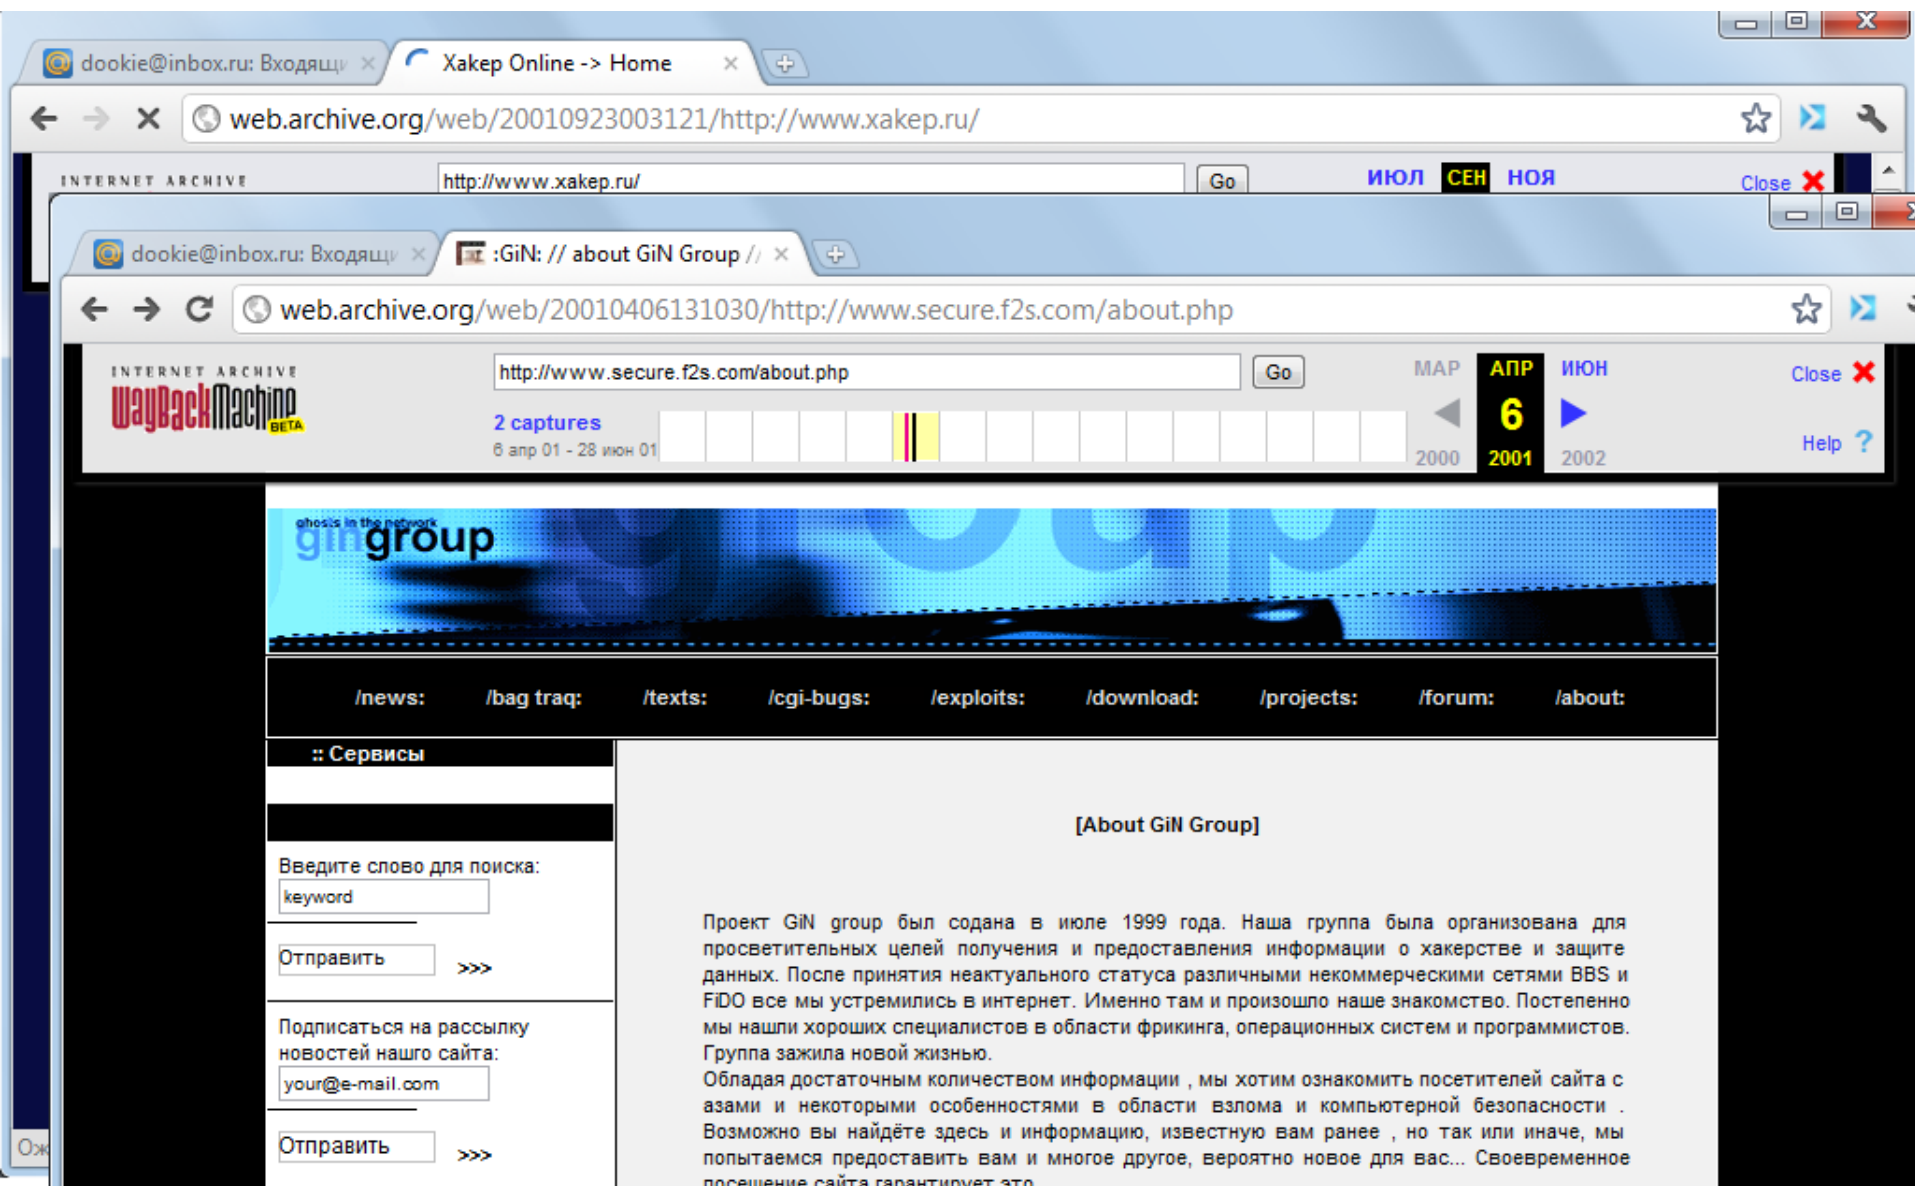 dookie@inbox.ru: Входящи
Xakep Online -> Home
web.archive.org/web/20010923003121/http://www.xakep.ru/
INTERNET ARCHIVE
http://www.xakep.ru/
Go
ИЮЛ СЕН НОЯ
Close
dookie@inbox.ru: Входящи
:GiN: // about GiN Group //
web.archive.org/web/20010406131030/http://www.secure.f2s.com/about.php
INTERNET ARCHIVE
WayBackMachine
BETA
http://www.secure.f2s.com/about.php
Go
МАР АПР ИЮН
Close
2 captures
6
6 апр 01 - 28 июн 01
2000 2001 2002
Help ?
ghosts in the network
gingroup
group
/news: /bag traq: /texts: /cgi-bugs: /exploits: /download: /projects: /forum: /about:
:: Сервисы
Введите слово для поиска:
keyword
Отправить >>>
Подписаться на рассылку
новостей нашго сайта:
your@e-mail.com
Отправить >>>
[About GiN Group]
Проект GiN group был содана в июле 1999 года. Наша группа была организована для
просветительных целей получения и предоставления информации о хакерстве и защите
данных. После принятия неактуального статуса различными некоммерческими сетями BBS и
FiDO все мы устремились в интернет. Именно там и произошло наше знакомство. Постепенно
мы нашли хороших специалистов в области фрикинга, операционных систем и программистов.
Группа зажила новой жизнью.
Обладая достаточным количеством информации , мы хотим ознакомить посетителей сайта с
азами и некоторыми особенностями в области взлома и компьютерной безопасности .
Возможно вы найдёте здесь и информацию, известную вам ранее , но так или иначе, мы
попытаемся предоставить вам и многое другое, вероятно новое для вас... Своевременное
посещение сайта гарантирует это
Ож